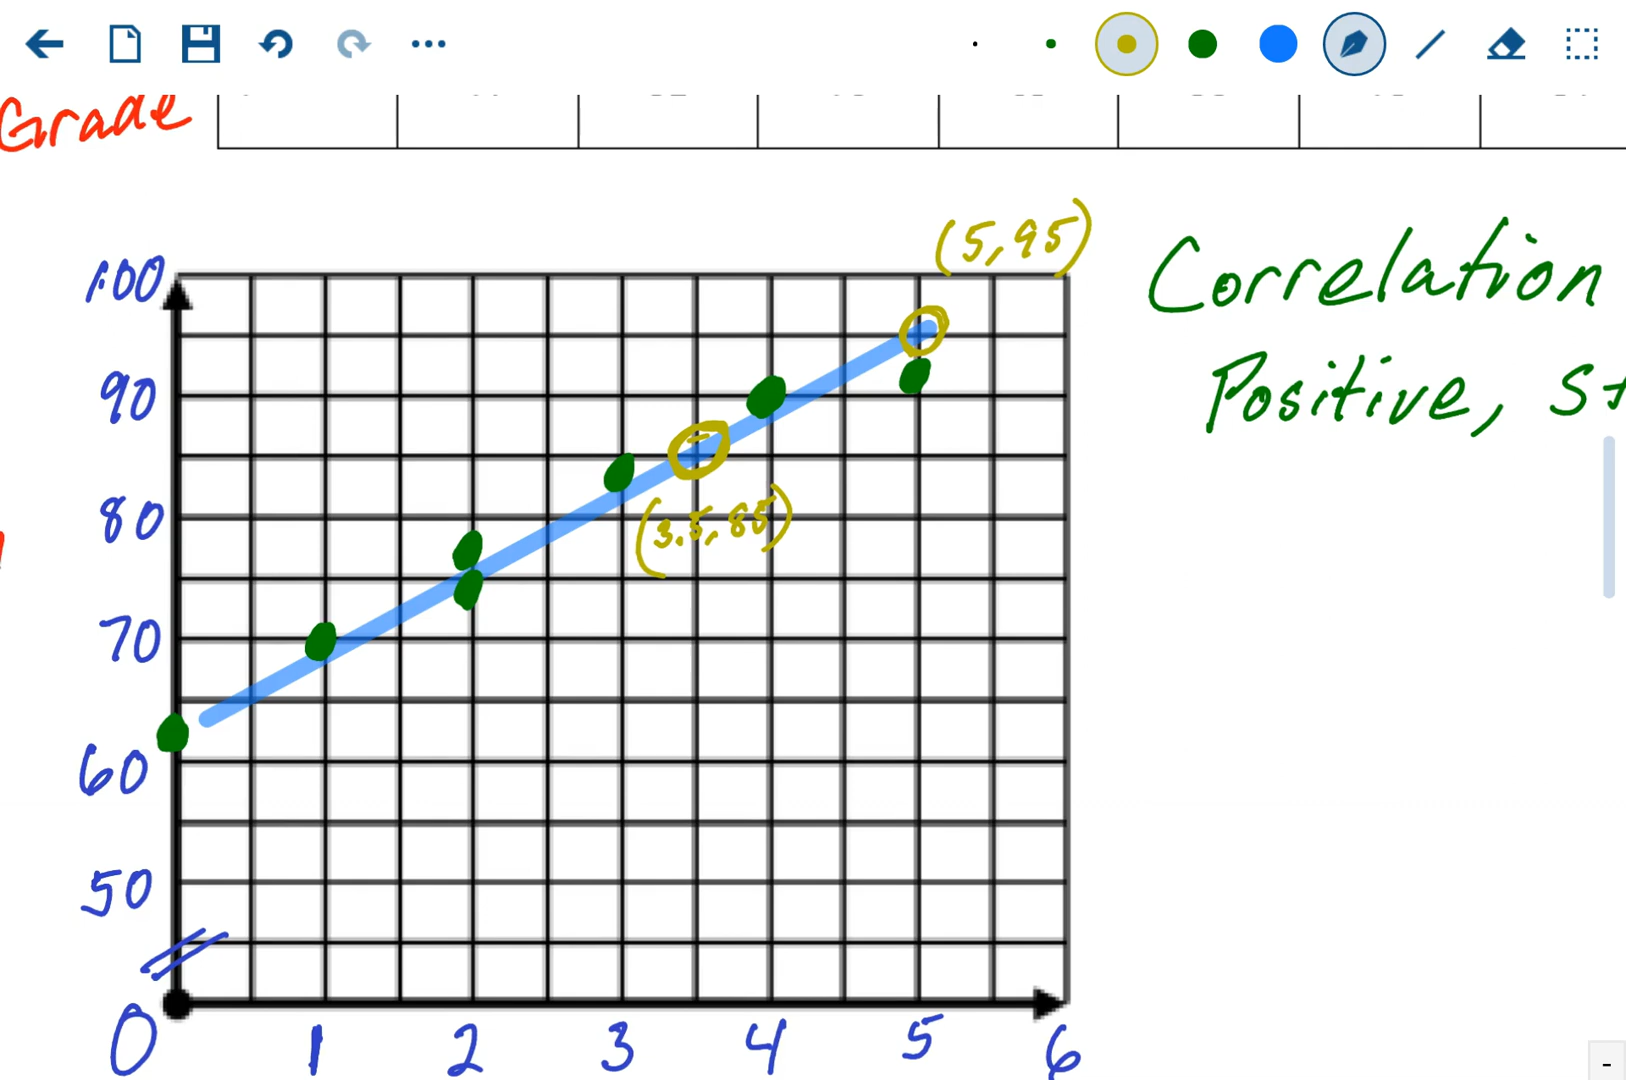 Grade
(5,95)
100
Correlation
90
Positive, St
80
(3.5, 85)
70
60
50
0 1 2 3 4 5 6